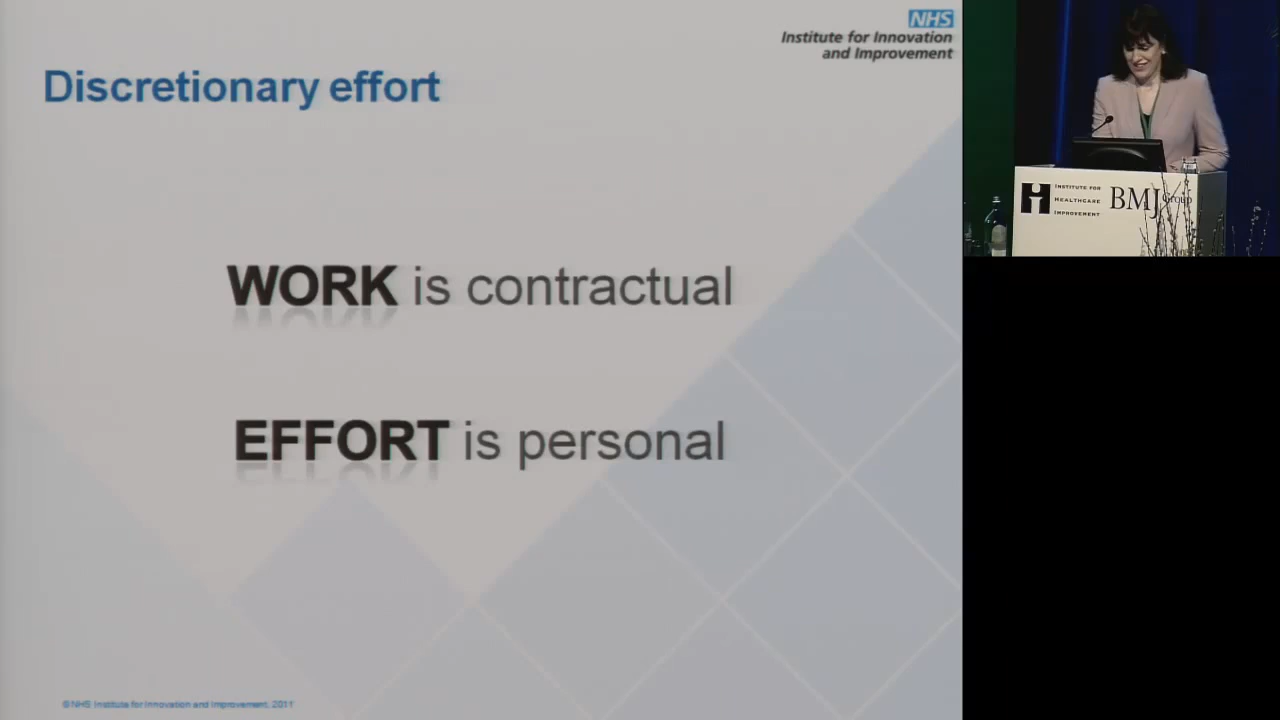 NHS
Institute for Innovation
and Improvement
Discretionary effort
WORK is contractual
EFFORT is personal
©NHS Institute for Innovation and Improvement, 2011
INSTITUTE FOR
HEALTHCARE
IMPROVEMENT
BMJ Group